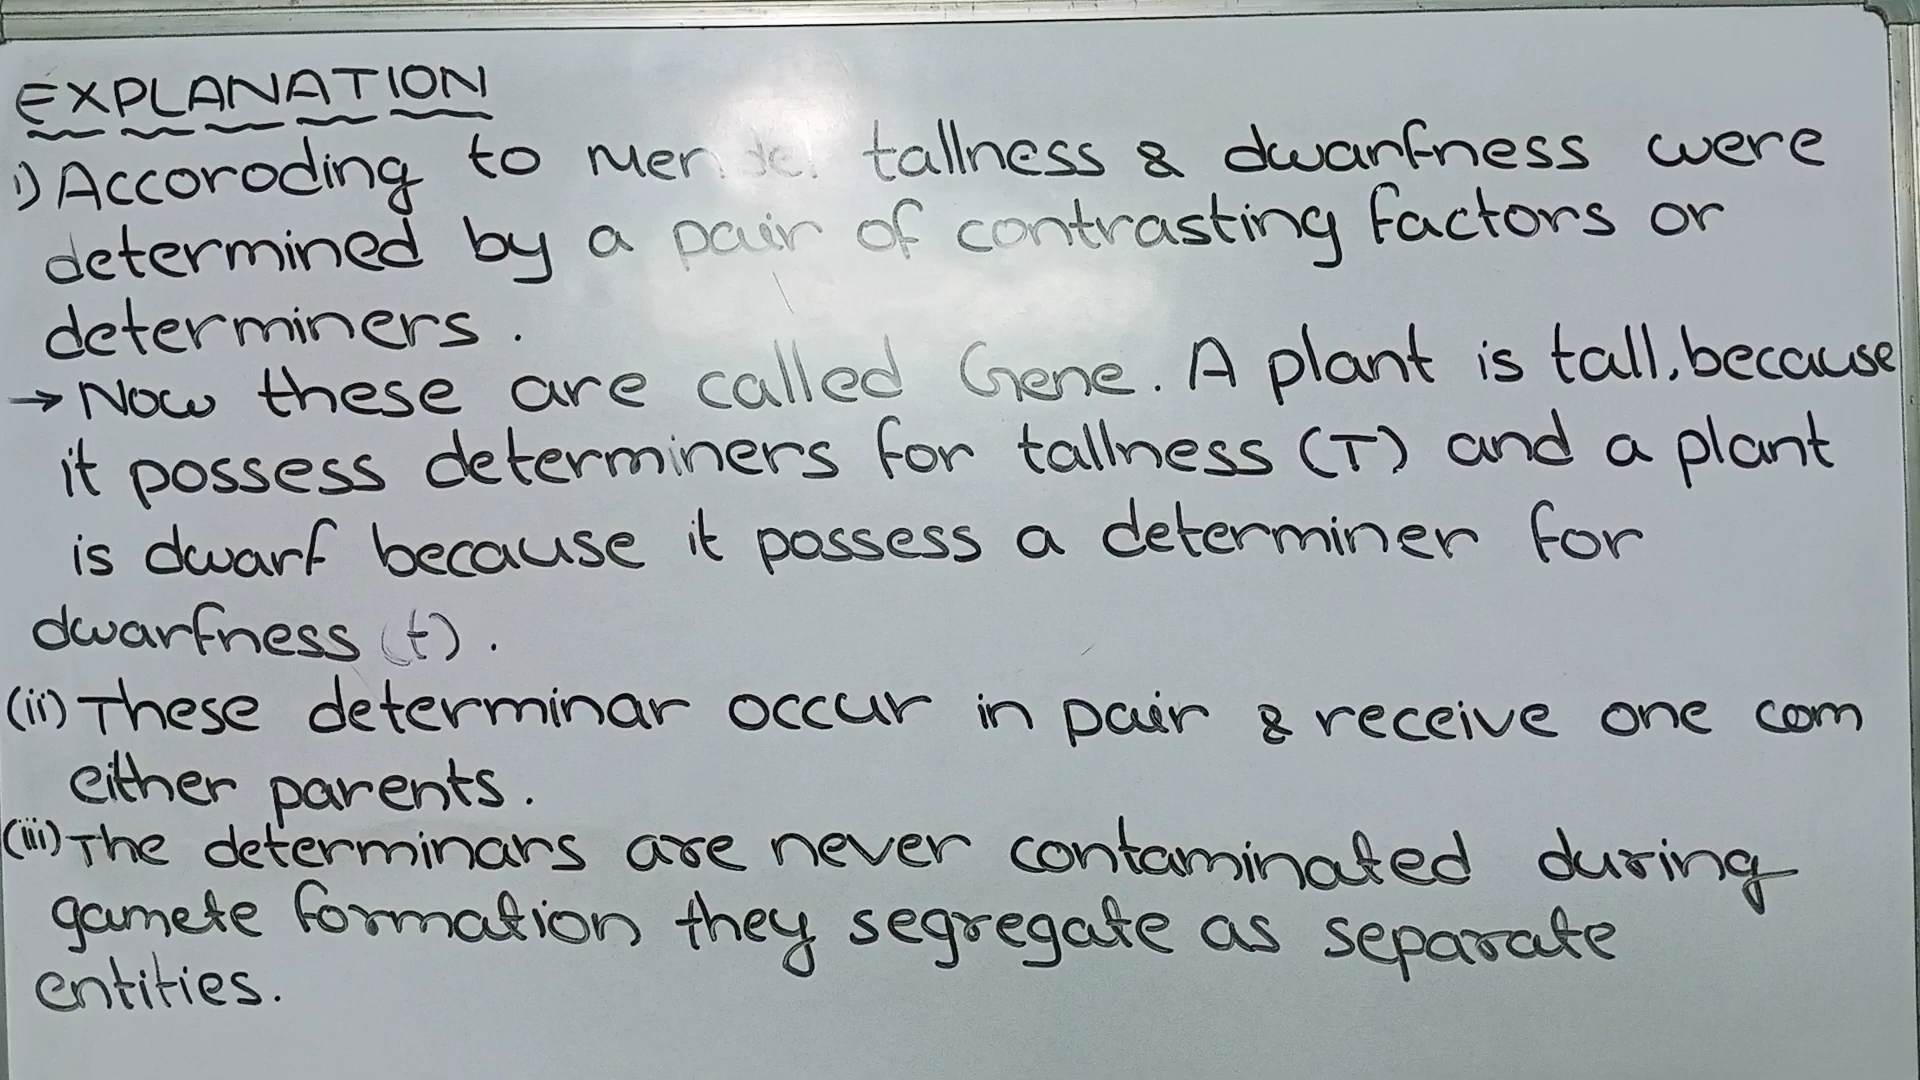 EXPLANATION
i) Accoroding to Mendel tallness & dwarfness were
determined by a pair of contrasting factors or
determiners.
→ Now these are called Gene. A plant is tall, because
it possess determiners for tallness (T) and a plant
is dwarf because it possess a determiner for
dwarfness (t).
(ii) These determinar occur in pair & receive one com
either parents.
(iii) The determinars are never contaminated during
gamete formation they segregate as separate
entities.